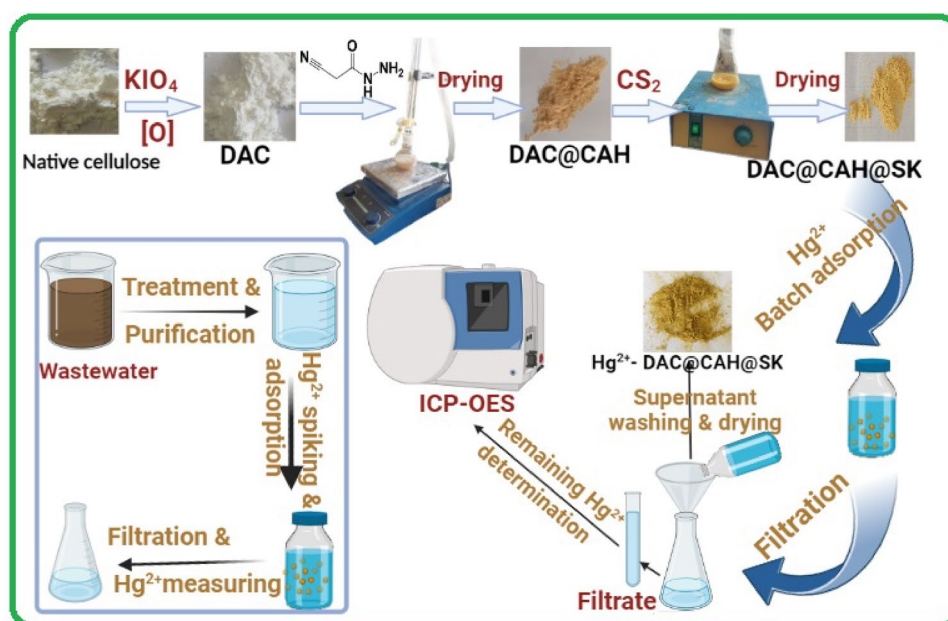 KIO₄
[O]
Native cellulose
DAC
N
O
N
H
NH₂
Drying
DAC@CAH
CS₂
Drying
DAC@CAH@SK
Hg²⁺
Batch adsorption
Filtration
Wastewater
Treatment &
Purification
Hg²⁺ spiking &
adsorption
Filtration &
Hg²⁺measuring
ICP-OES
Hg²⁺- DAC@CAH@SK
Supernatant
washing & drying
Remaining Hg²⁺
determination
Filtrate